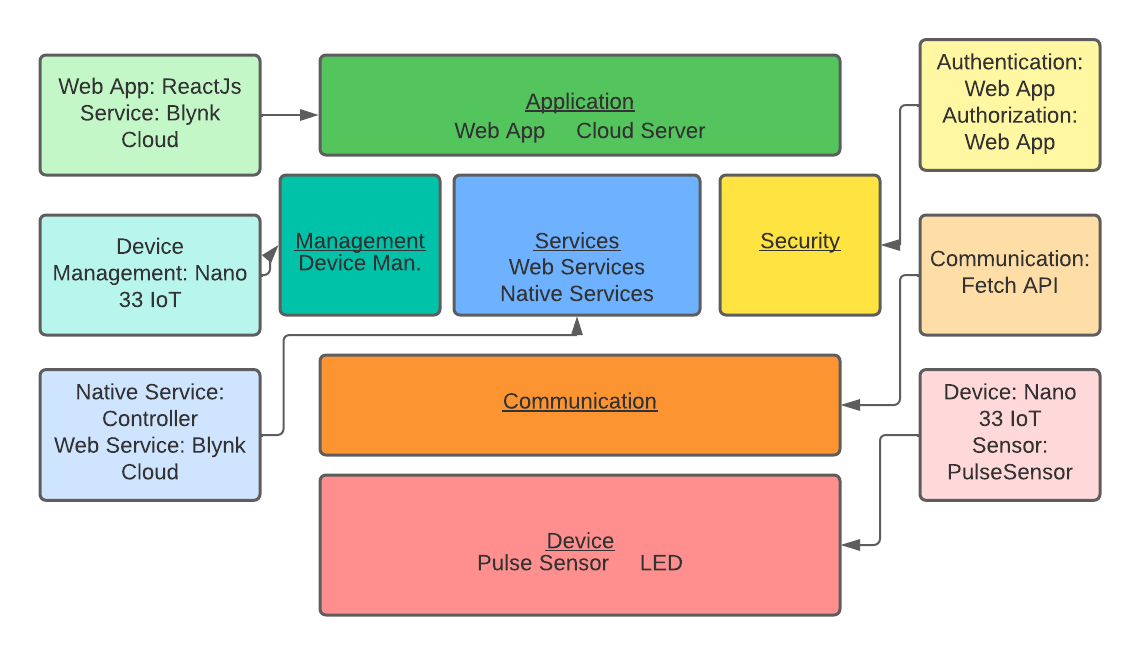 Web App: ReactJs
Service: Blynk
Cloud
Application
Web App Cloud Server
Authentication:
Web App
Authorization:
Web App
Device
Management: Nano
33 IoT
Management
Device Man.
Services
Web Services
Native Services
Security
Communication:
Fetch API
Native Service:
Controller
Web Service: Blynk
Cloud
Communication
Device: Nano
33 IoT
Sensor:
PulseSensor
Device
Pulse Sensor LED